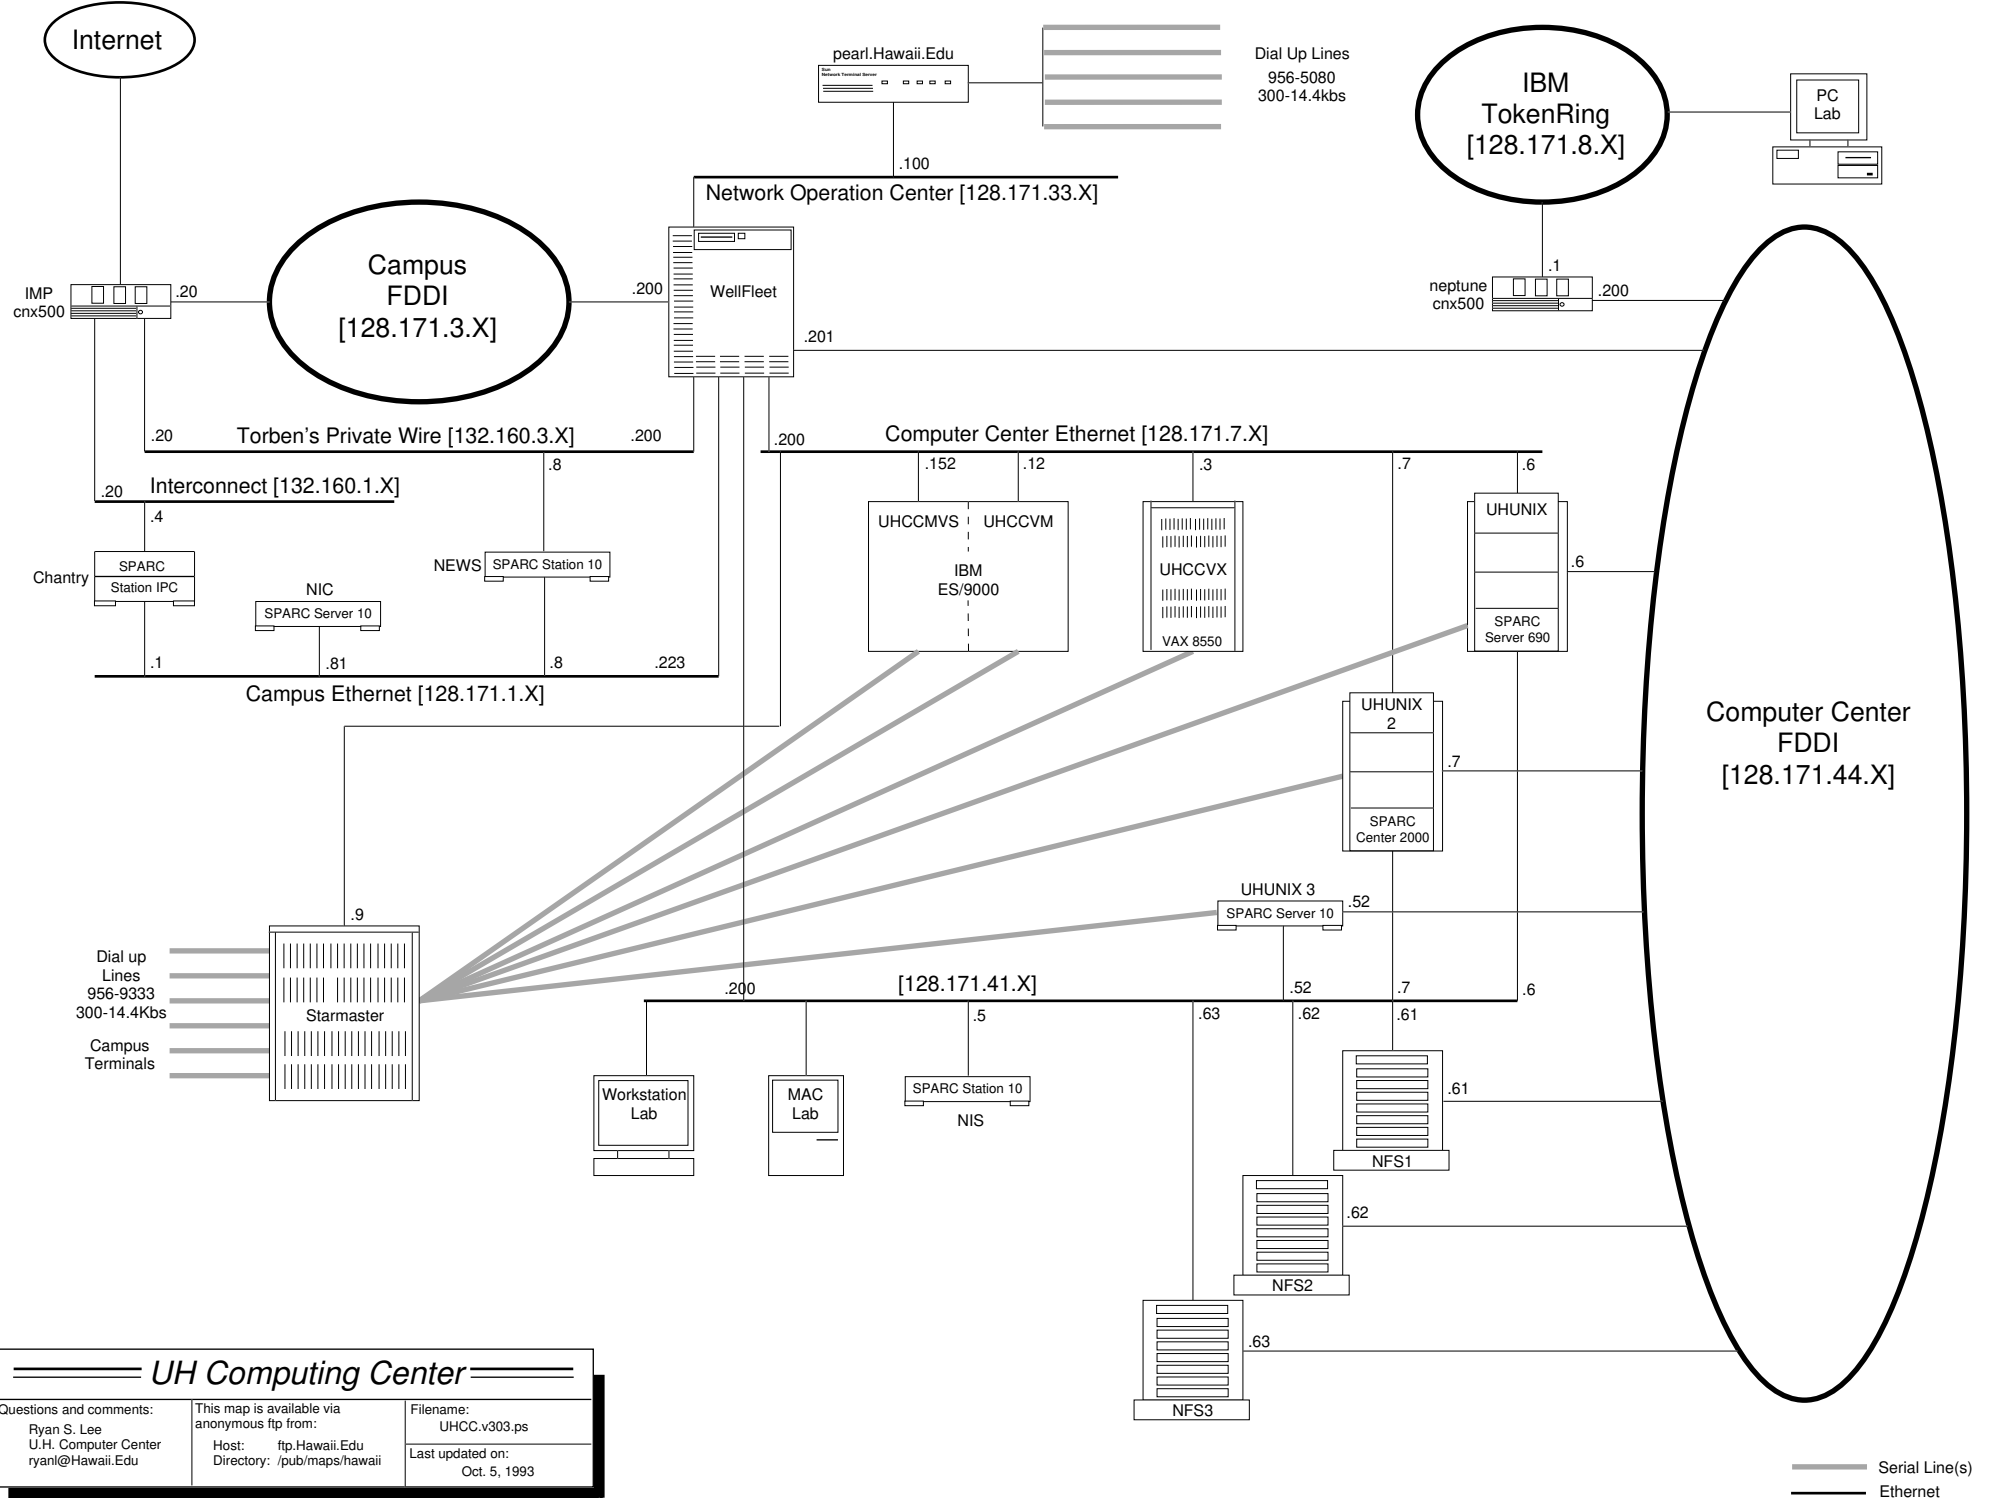 Internet
pearl.Hawaii.Edu
Sun
Network Terminal Server
Dial Up Lines
956-5080
300-14.4kbs
IBM
TokenRing
[128.171.8.X]
PC
Lab
.100
Network Operation Center [128.171.33.X]
Campus
FDDI
[128.171.3.X]
IMP
cnx500
.20
.200
WellFleet
.201
neptune
cnx500
.1
.200
.20
Torben's Private Wire [132.160.3.X]
.200
.200
Computer Center Ethernet [128.171.7.X]
.8
.152
.12
.3
.7
.6
.20
Interconnect [132.160.1.X]
.4
Chantry
SPARC
Station IPC
NIC
SPARC Server 10
NEWS
SPARC Station 10
UHCCMVS
UHCCVM
IBM
ES/9000
UHCCVX
VAX 8550
UHUNIX
SPARC
Server 690
.6
.1
.81
.8
.223
Campus Ethernet [128.171.1.X]
UHUNIX
2
SPARC
Center 2000
.7
Computer Center
FDDI
[128.171.44.X]
UHUNIX 3
SPARC Server 10
.52
.9
Dial up
Lines
956-9333
300-14.4Kbs
Campus
Terminals
Starmaster
.200
[128.171.41.X]
.52
.7
.6
.5
.63
.62
.61
Workstation
Lab
MAC
Lab
SPARC Station 10
NIS
NFS1
.61
NFS2
.62
NFS3
.63
UH Computing Center
Questions and comments:
Ryan S. Lee
U.H. Computer Center
ryanl@Hawaii.Edu
This map is available via
anonymous ftp from:
Host: ftp.Hawaii.Edu
Directory: /pub/maps/hawaii
Filename:
UHCC.v303.ps
Last updated on:
Oct. 5, 1993
Serial Line(s)
Ethernet